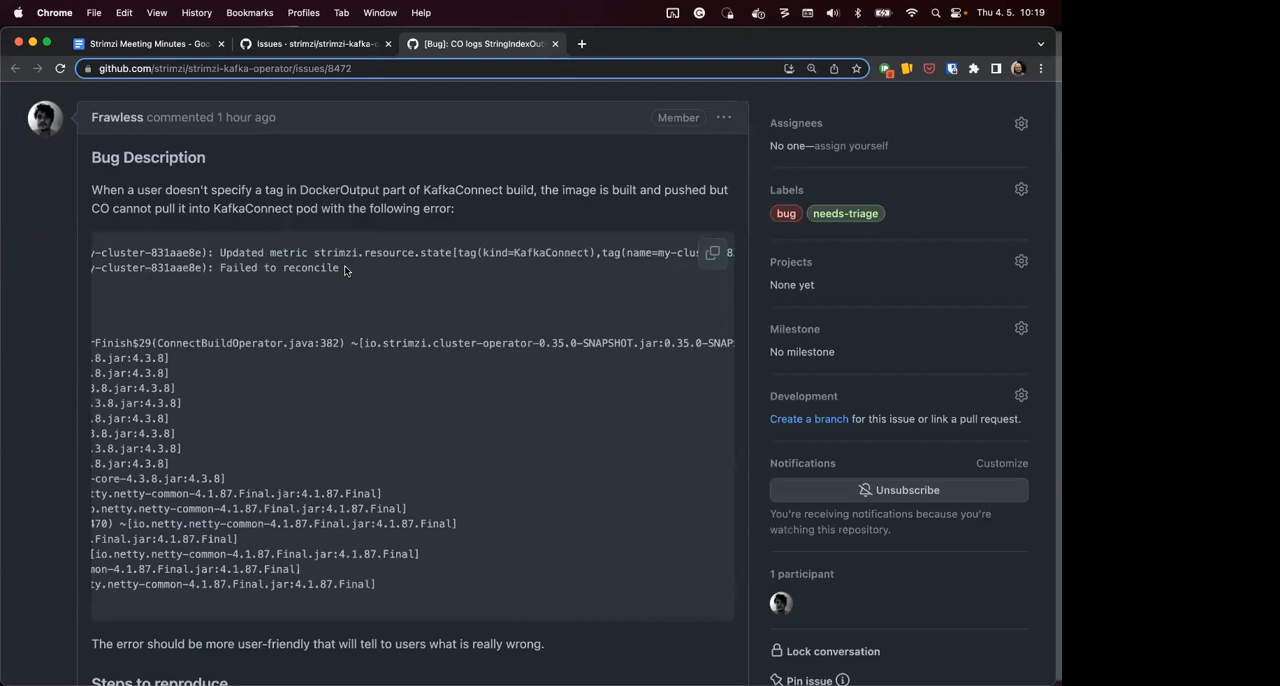 Chrome File Edit View History Bookmarks Profiles Tab Window Help Thu 4. 5. 10:19
Strimzi Meeting Minutes - Goo
Issues · strimzi/strimzi-kafka-o
[Bug]: CO logs StringIndexOut
github.com/strimzi/strimzi-kafka-operator/issues/8472
Frawless commented 1 hour ago Member
Bug Description
When a user doesn't specify a tag in DockerOutput part of KafkaConnect build, the image is built and pushed but
CO cannot pull it into KafkaConnect pod with the following error:
y-cluster-831aae8e): Updated metric strimzi.resource.state[tag(kind=KafkaConnect),tag(name=my-clus
y-cluster-831aae8e): Failed to reconcile
rFinish$29(ConnectBuildOperator.java:382) ~[io.strimzi.cluster-operator-0.35.0-SNAPSHOT.jar:0.35.0-SNAP
.8.jar:4.3.8]
.8.jar:4.3.8]
3.8.jar:4.3.8]
.3.8.jar:4.3.8]
.8.jar:4.3.8]
3.8.jar:4.3.8]
.3.8.jar:4.3.8]
.8.jar:4.3.8]
-core-4.3.8.jar:4.3.8]
tty.netty-common-4.1.87.Final.jar:4.1.87.Final]
o.netty.netty-common-4.1.87.Final.jar:4.1.87.Final]
470) ~[io.netty.netty-common-4.1.87.Final.jar:4.1.87.Final]
.Final.jar:4.1.87.Final]
[io.netty.netty-common-4.1.87.Final.jar:4.1.87.Final]
mon-4.1.87.Final.jar:4.1.87.Final]
ty.netty-common-4.1.87.Final.jar:4.1.87.Final]
The error should be more user-friendly that will tell to users what is really wrong.
Steps to reproduce
Assignees
No one—assign yourself
Labels
bug needs-triage
Projects
None yet
Milestone
No milestone
Development
Create a branch for this issue or link a pull request.
Notifications Customize
Unsubscribe
You're receiving notifications because you're
watching this repository.
1 participant
Lock conversation
Pin issue